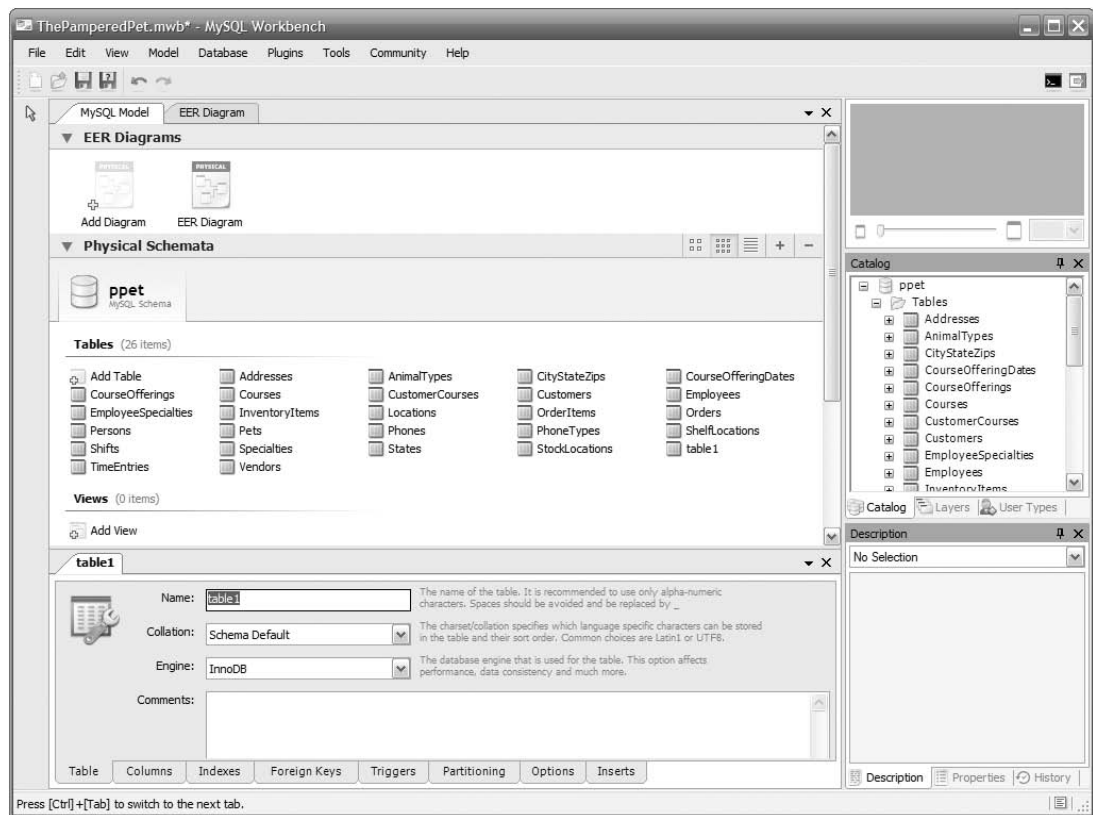 ThePamperedPet.mwb* - MySQL Workbench
File Edit View Model Database Plugins Tools Community Help
MySQL Model EER Diagram
EER Diagrams
PHYSICAL PHYSICAL
Add Diagram EER Diagram
Physical Schemata
ppet
MySQL Schema
Tables (26 items)
Add Table Addresses AnimalTypes CityStateZips CourseOfferingDates
CourseOfferings Courses CustomerCourses Customers Employees
EmployeeSpecialties InventoryItems Locations OrderItems Orders
Persons Pets Phones PhoneTypes ShelfLocations
Shifts Specialties States StockLocations table1
TimeEntries Vendors
Views (0 items)
Add View
table1
Name: table1 The name of the table. It is recommended to use only alpha-numeric
characters. Spaces should be avoided and be replaced by _
Collation: Schema Default The charset/collation specifies which language specific characters can be stored
in the table and their sort order. Common choices are Latin1 or UTF8.
Engine: InnoDB The database engine that is used for the table. This option affects
performance, data consistency and much more.
Comments:
Table Columns Indexes Foreign Keys Triggers Partitioning Options Inserts
Catalog
ppet
Tables
Addresses
AnimalTypes
CityStateZips
CourseOfferingDates
CourseOfferings
Courses
CustomerCourses
Customers
EmployeeSpecialties
Employees
InventoryItems
Catalog Layers User Types
Description
No Selection
Description Properties History
Press [Ctrl]+[Tab] to switch to the next tab.